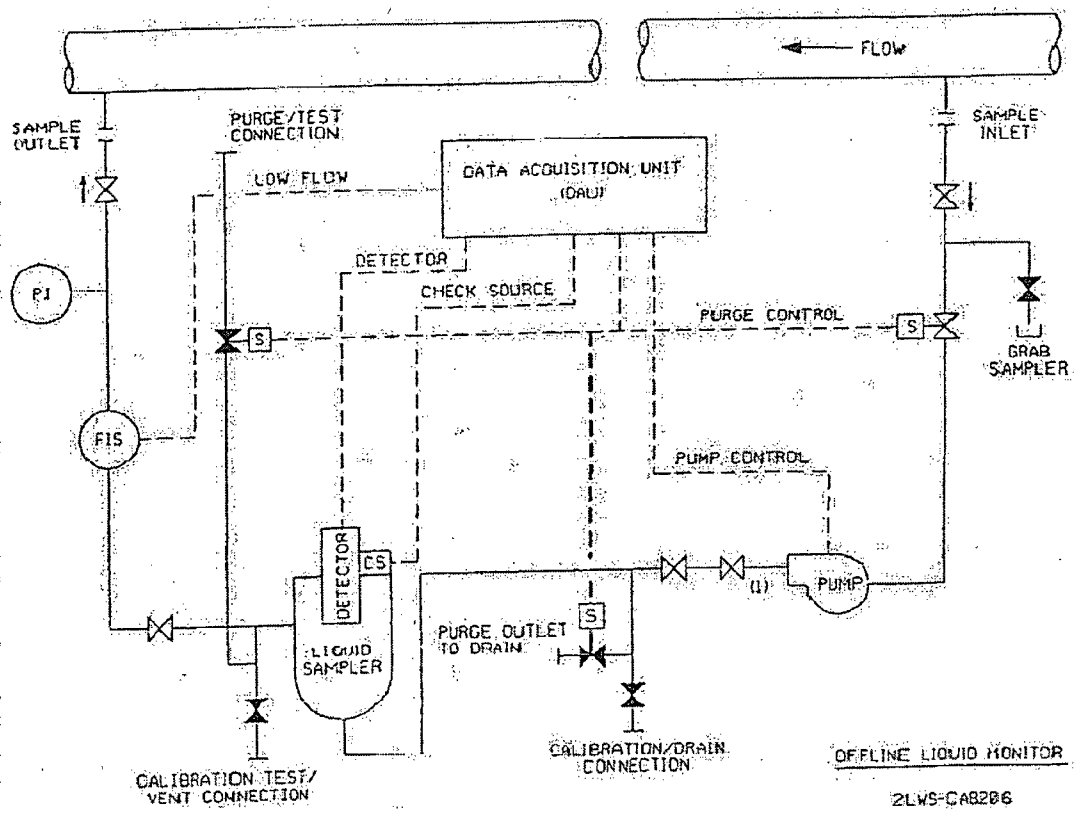 FLOW
SAMPLE
OUTLET
PURGE/TEST
CONNECTION
SAMPLE
INLET
LOW FLOW
DATA ACQUISITION UNIT
(DAU)
DETECTOR
CHECK SOURCE
PI
PURGE CONTROL
S
S
GRAB
SAMPLER
FIS
PUMP CONTROL
DETECTOR
CS
(1)
PUMP
S
PURGE OUTLET
TO DRAIN
LIQUID
SAMPLER
CALIBRATION/DRAIN
CONNECTION
CALIBRATION TEST/
VENT CONNECTION
OFFLINE LIQUID MONITOR
2LWS-CAB206